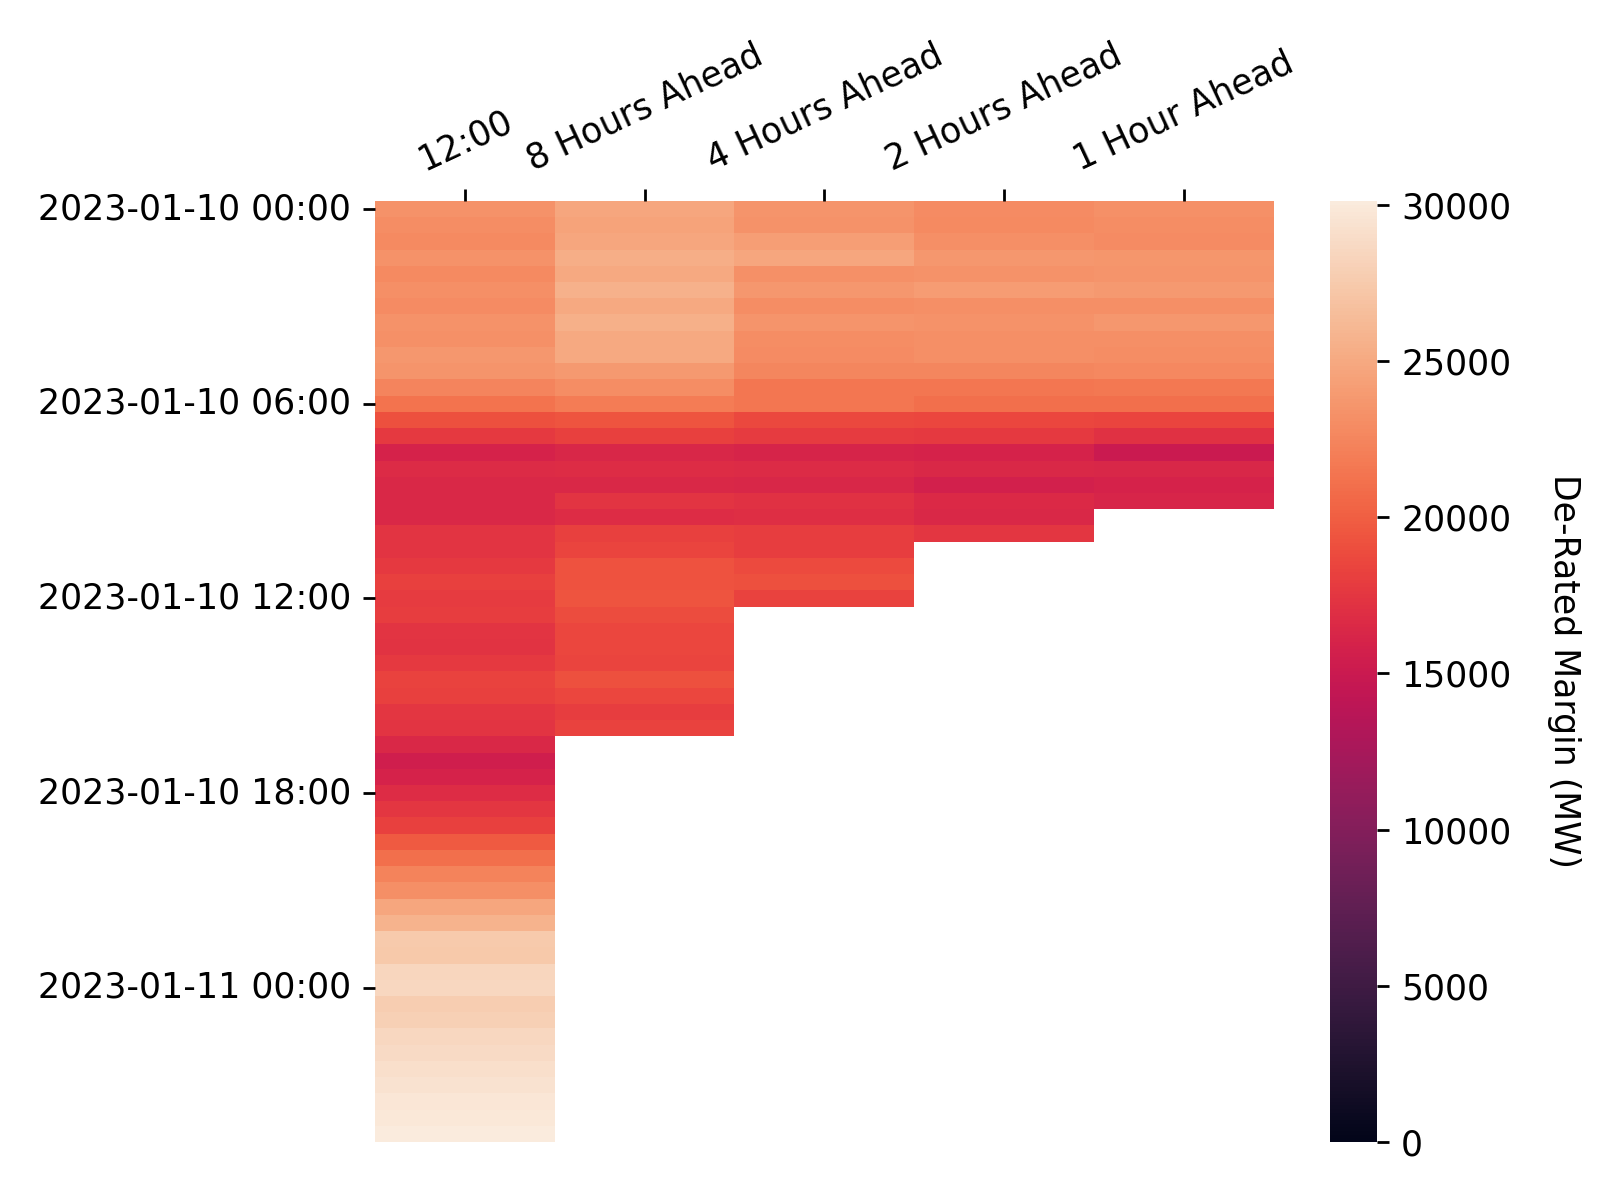 12:00
8 Hours Ahead
4 Hours Ahead
2 Hours Ahead
1 Hour Ahead
2023-01-10 00:00
2023-01-10 06:00
2023-01-10 12:00
2023-01-10 18:00
2023-01-11 00:00
30000
25000
20000
15000
10000
5000
0
De-Rated Margin (MW)